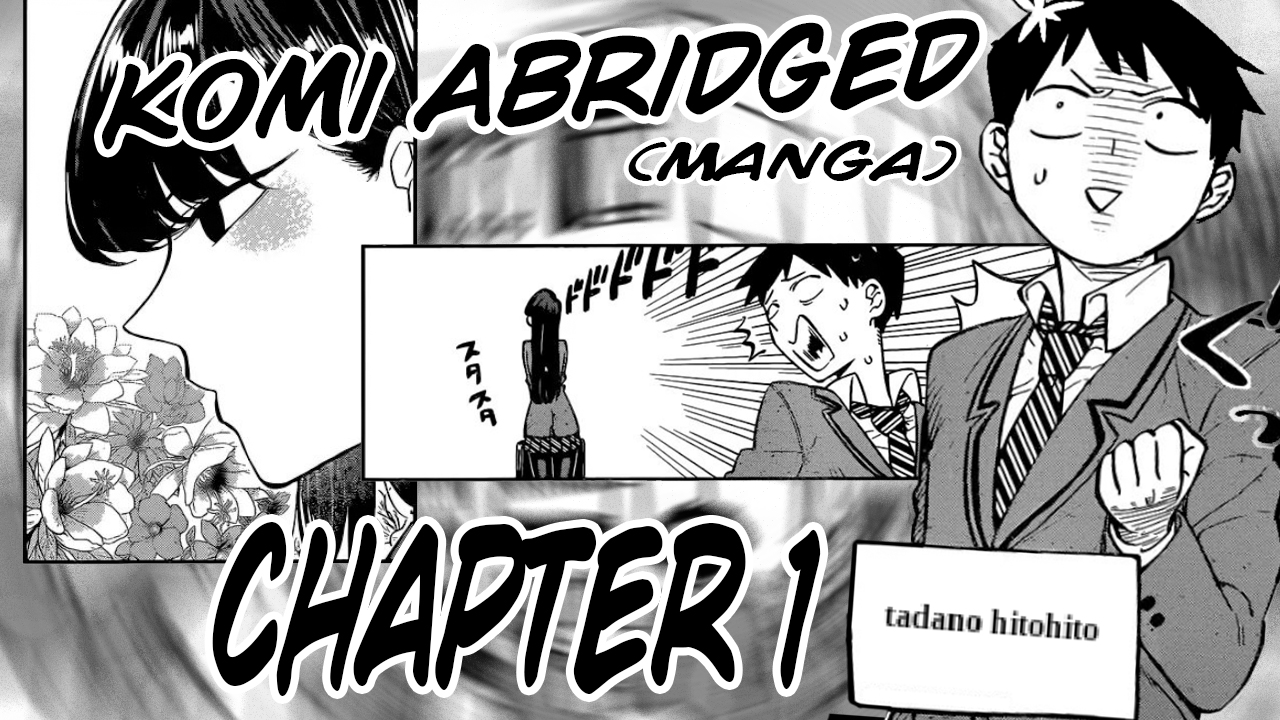 KOMI ABRIDGED
(MANGA)
ドドドドド
スタ
スタ
CHAPTER 1
tadano hitohito